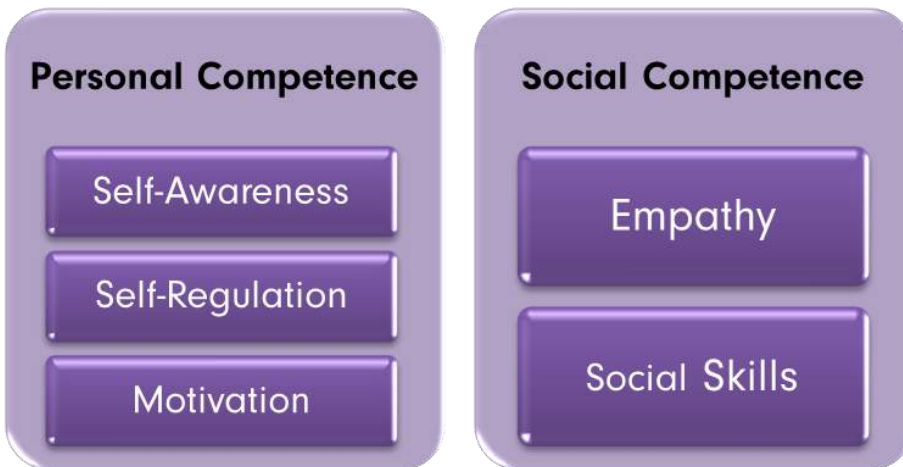 Personal Competence
Self-Awareness
Self-Regulation
Motivation
Social Competence
Empathy
Social Skills